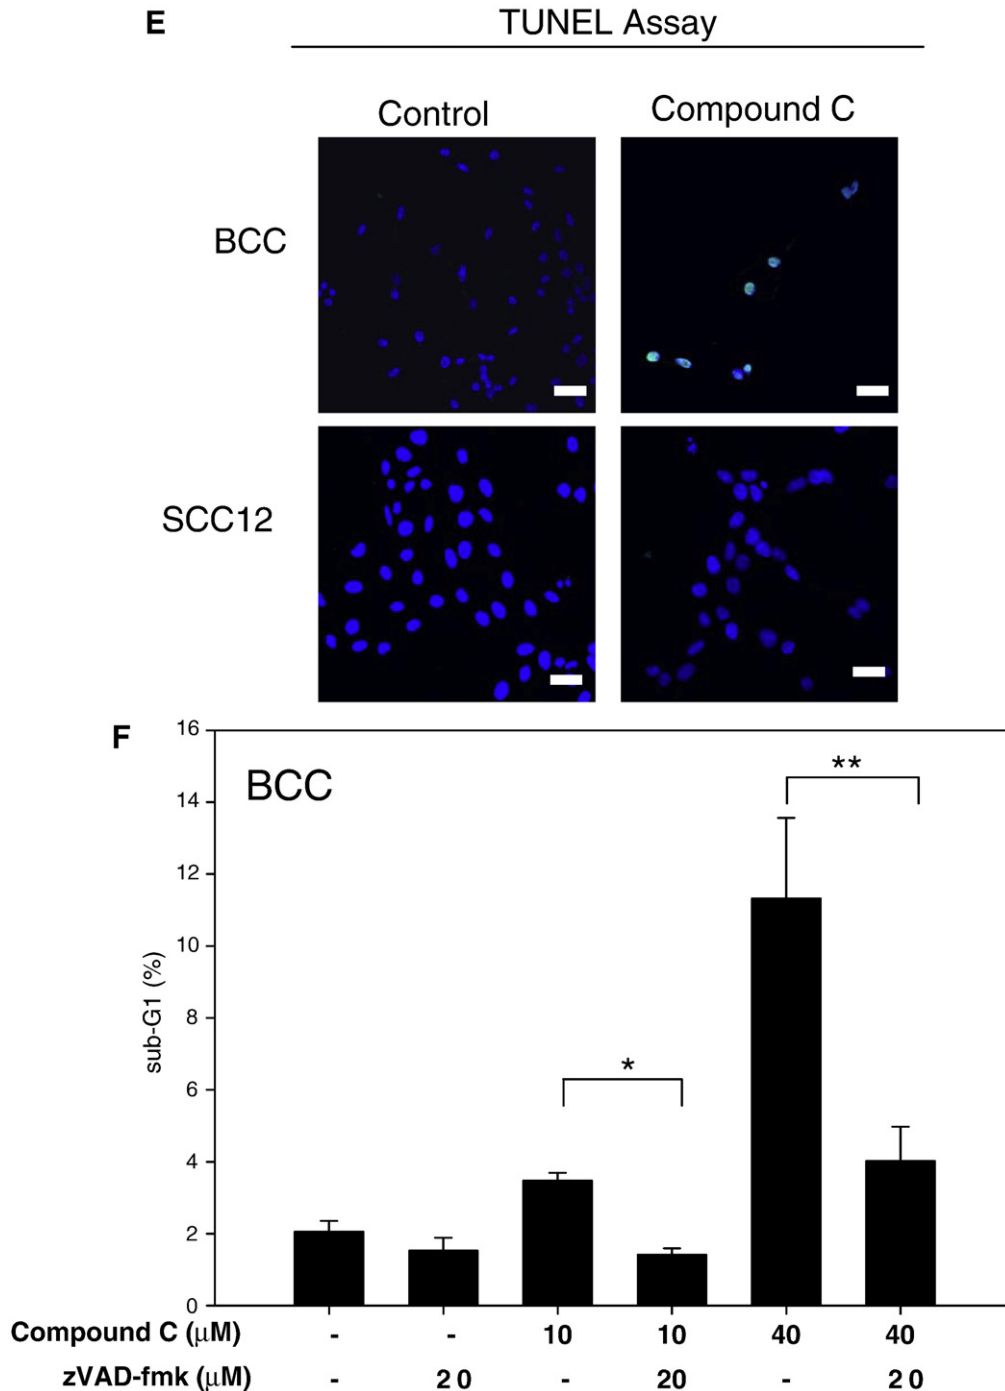 E
TUNEL Assay
Control Compound C
BCC
SCC12
F
BCC
16
14
12
10
8
6
4
2
0
sub-G1 (%)
*
**
Compound C (μM) - - 10 10 40 40
zVAD-fmk (μM) - 20 - 20 - 20